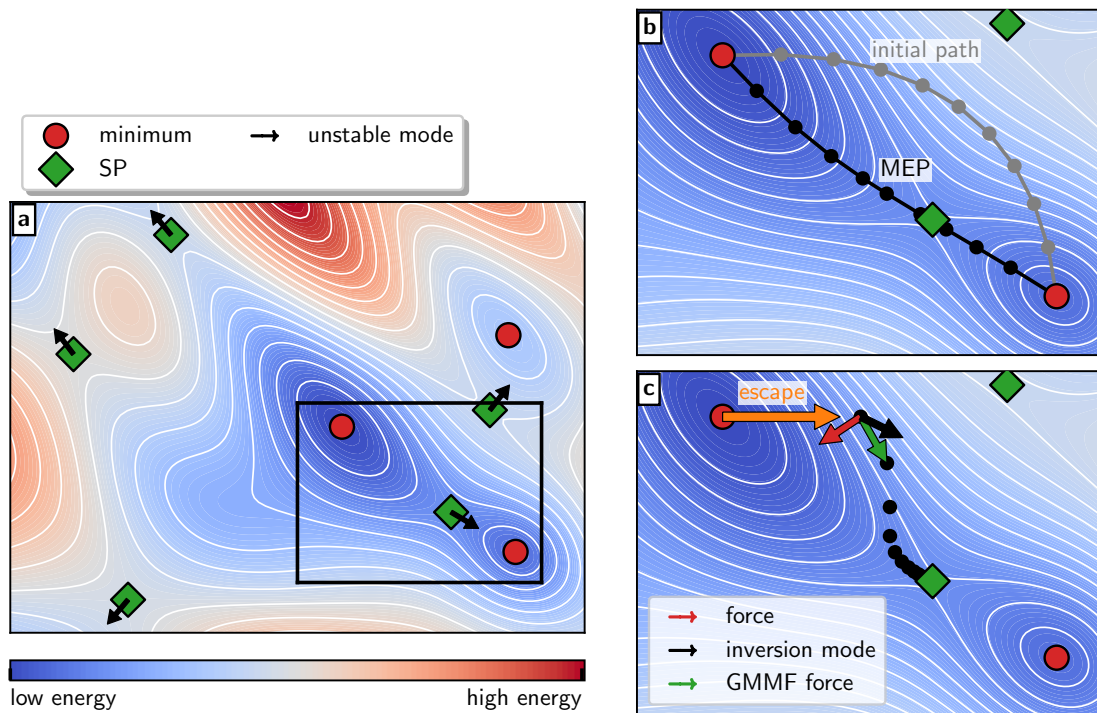 minimum
unstable mode
SP
a
low energy
high energy
b
initial path
MEP
c
escape
force
inversion mode
GMMF force